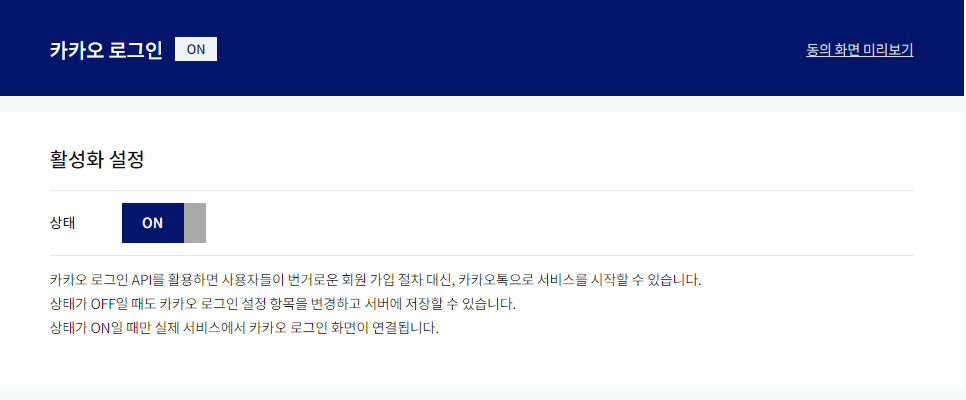 카카오 로그인 ON
동의 화면 미리보기
활성화 설정
상태 ON
카카오 로그인 API를 활용하면 사용자들이 번거로운 회원 가입 절차 대신, 카카오톡으로 서비스를 시작할 수 있습니다.
상태가 OFF일 때도 카카오 로그인 설정 항목을 변경하고 서버에 저장할 수 있습니다.
상태가 ON일 때만 실제 서비스에서 카카오 로그인 화면이 연결됩니다.